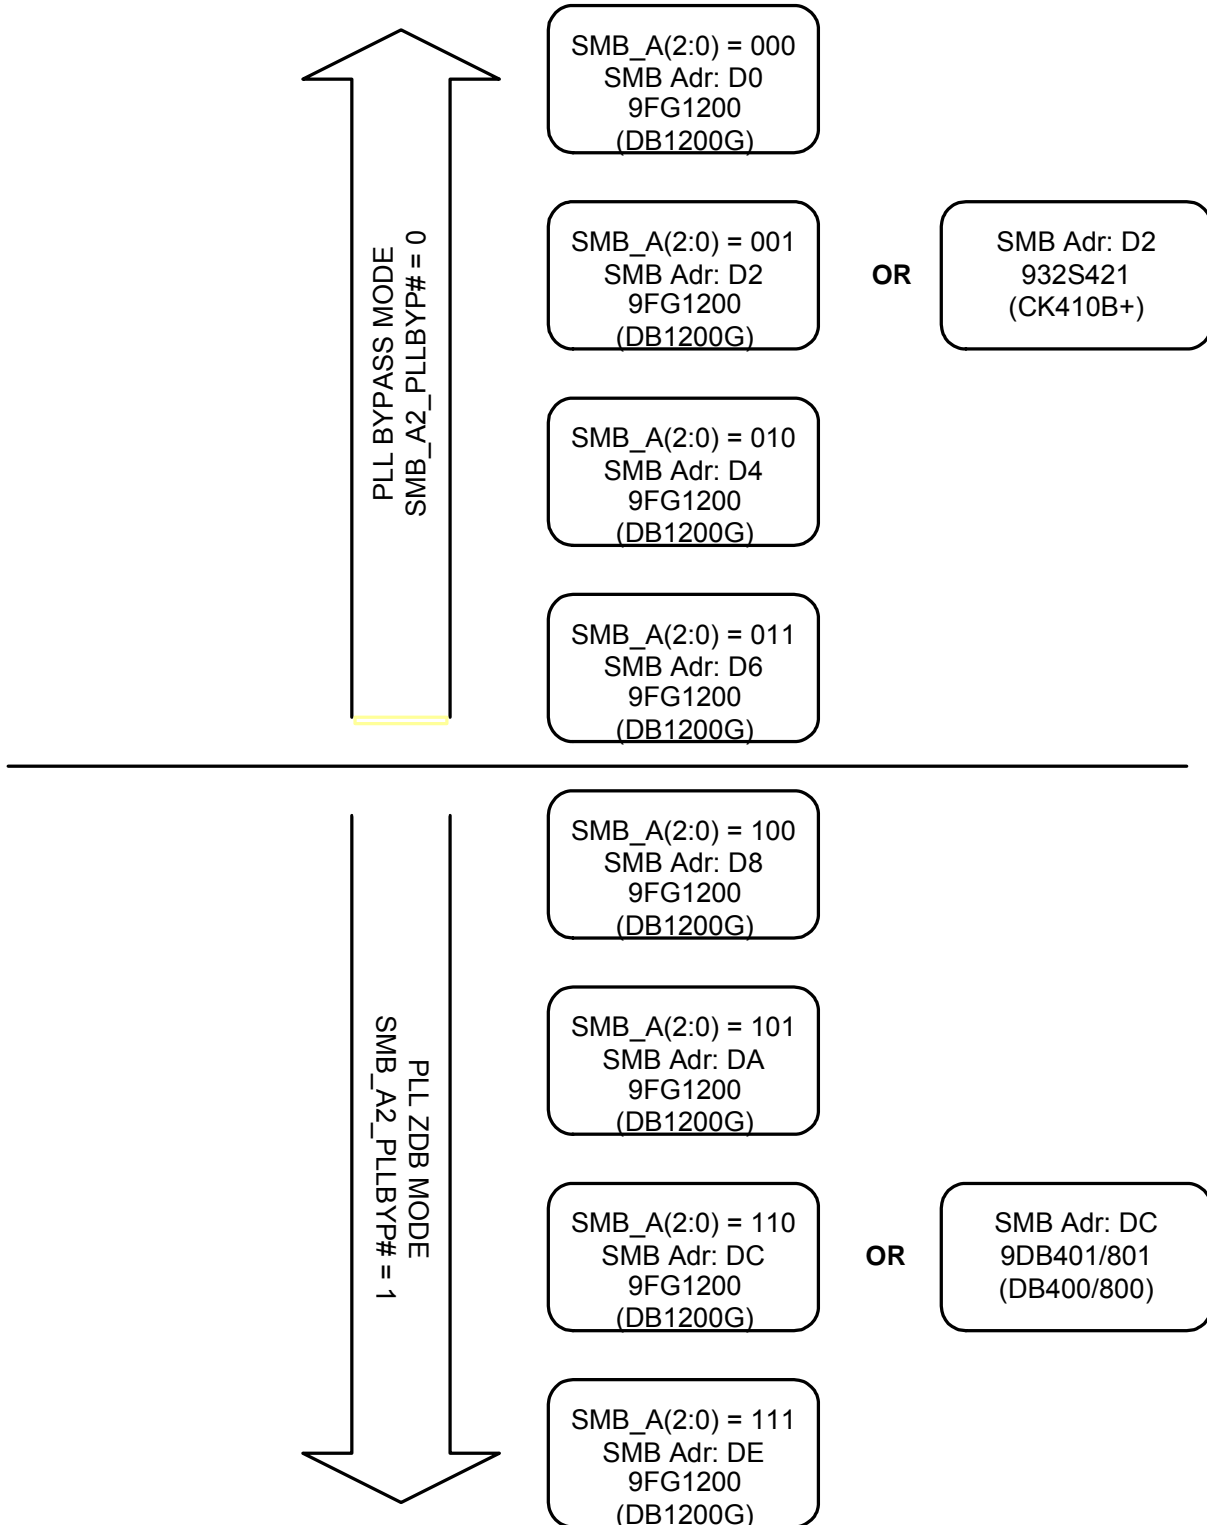 SMB_A(2:0) = 000
SMB Adr: D0
9FG1200
(DB1200G)
PLL BYPASS MODE
SMB_A2_PLLBYP# = 0
SMB_A(2:0) = 001
SMB Adr: D2
9FG1200
(DB1200G)
OR
SMB Adr: D2
932S421
(CK410B+)
SMB_A(2:0) = 010
SMB Adr: D4
9FG1200
(DB1200G)
SMB_A(2:0) = 011
SMB Adr: D6
9FG1200
(DB1200G)
SMB_A(2:0) = 100
SMB Adr: D8
9FG1200
(DB1200G)
PLL ZDB MODE
SMB_A2_PLLBYP# = 1
SMB_A(2:0) = 101
SMB Adr: DA
9FG1200
(DB1200G)
SMB_A(2:0) = 110
SMB Adr: DC
9FG1200
(DB1200G)
OR
SMB Adr: DC
9DB401/801
(DB400/800)
SMB_A(2:0) = 111
SMB Adr: DE
9FG1200
(DB1200G)